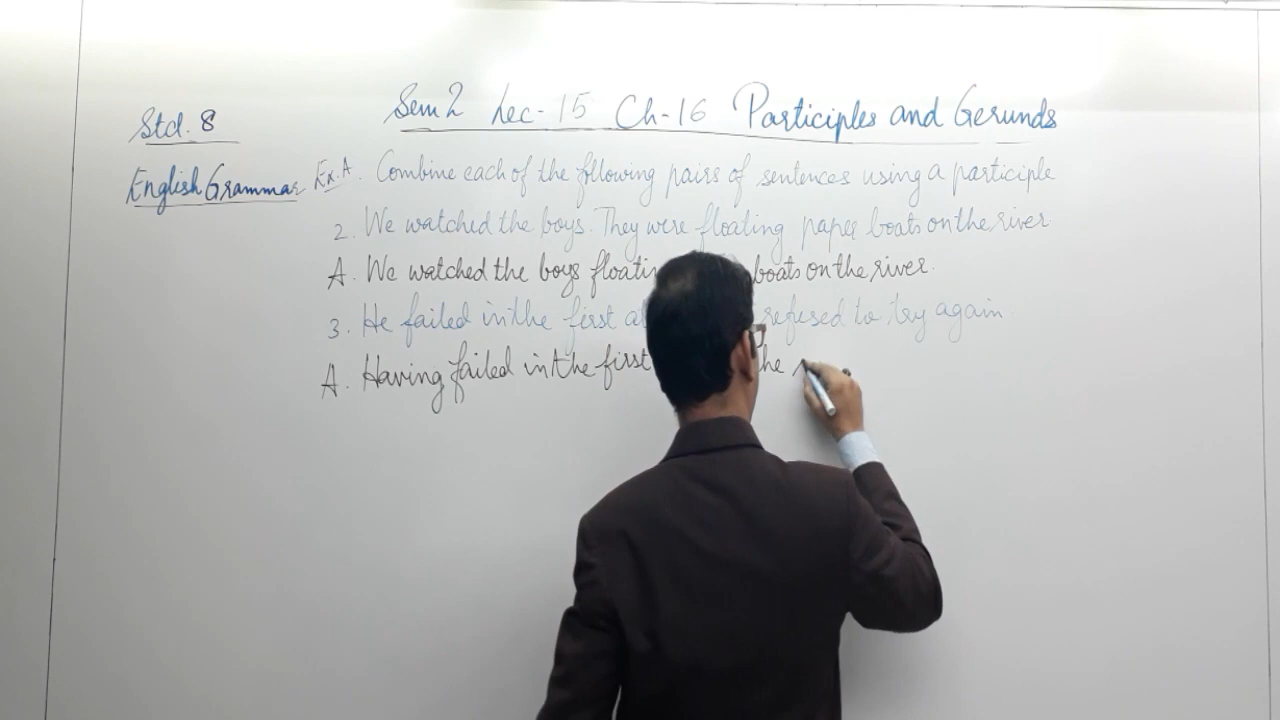 Std. 8
Sem 2 Lec-15 Ch-16 Participles and Gerunds
English Grammar
Ex. A. Combine each of the following pairs of sentences using a participle
2. We watched the boys. They were floating paper boats on the river
A. We watched the boys boats on the river.
3. He failed in the first refused to try again.
A. Having failed in the first he